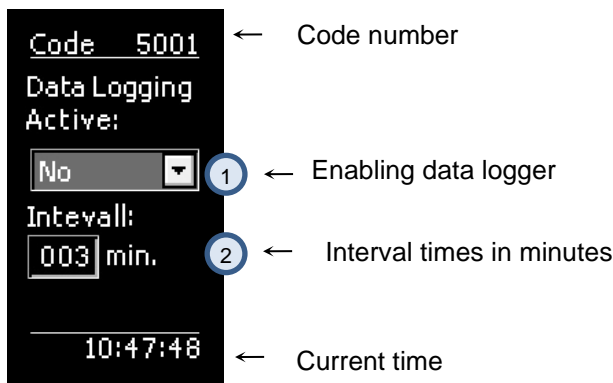 Code 5001 ← Code number
Data Logging
Active:
No 1 ← Enabling data logger
Intevall:
003 min. 2 ← Interval times in minutes
10:47:48 ← Current time